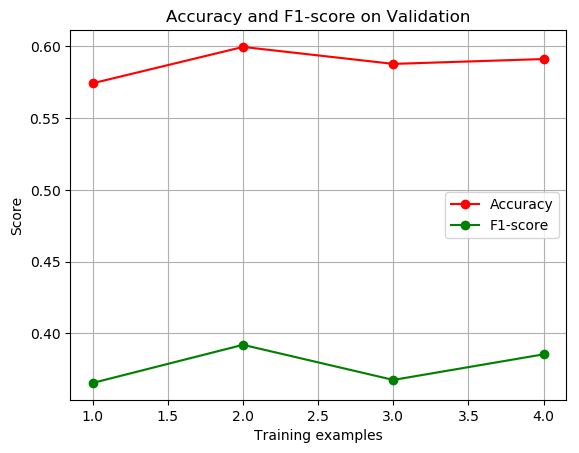 Accuracy and F1-score on Validation
0.60
0.55
0.50
0.45
0.40
Score
Accuracy
F1-score
1.0 1.5 2.0 2.5 3.0 3.5 4.0
Training examples